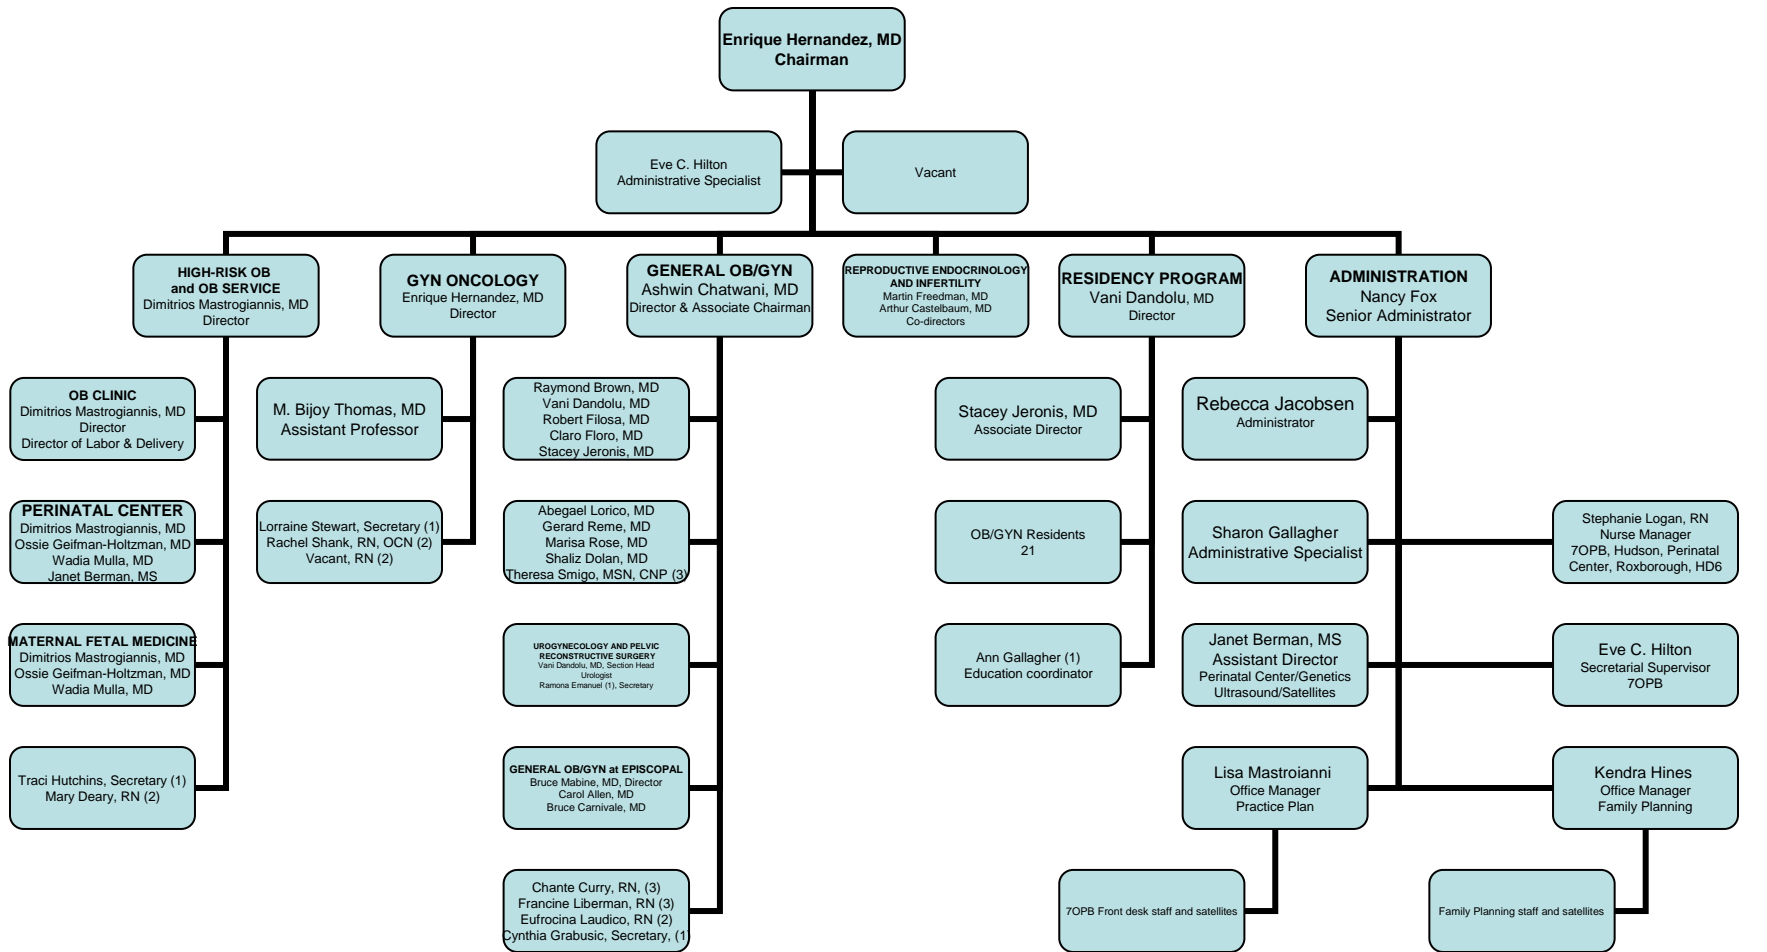 Enrique Hernandez, MD
Chairman
Eve C. Hilton
Administrative Specialist
Vacant
HIGH-RISK OB
and OB SERVICE
Dimitrios Mastrogiannis, MD
Director
GYN ONCOLOGY
Enrique Hernandez, MD
Director
GENERAL OB/GYN
Ashwin Chatwani, MD
Director & Associate Chairman
REPRODUCTIVE ENDOCRINOLOGY
AND INFERTILITY
Martin Freedman, MD
Arthur Castelbaum, MD
Co-directors
RESIDENCY PROGRAM
Vani Dandolu, MD
Director
ADMINISTRATION
Nancy Fox
Senior Administrator
OB CLINIC
Dimitrios Mastrogiannis, MD
Director
Director of Labor & Delivery
M. Bijoy Thomas, MD
Assistant Professor
Raymond Brown, MD
Vani Dandolu, MD
Robert Filosa, MD
Claro Floro, MD
Stacey Jeronis, MD
Stacey Jeronis, MD
Associate Director
Rebecca Jacobsen
Administrator
PERINATAL CENTER
Dimitrios Mastrogiannis, MD
Ossie Geifman-Holtzman, MD
Wadia Mulla, MD
Janet Berman, MS
Lorraine Stewart, Secretary (1)
Rachel Shank, RN, OCN (2)
Vacant, RN (2)
Abegael Lorico, MD
Gerard Reme, MD
Marisa Rose, MD
Shaliz Dolan, MD
Theresa Smigo, MSN, CNP (3)
OB/GYN Residents
21
Sharon Gallagher
Administrative Specialist
Stephanie Logan, RN
Nurse Manager
7OPB, Hudson, Perinatal
Center, Roxborough, HD6
MATERNAL FETAL MEDICINE
Dimitrios Mastrogiannis, MD
Ossie Geifman-Holtzman, MD
Wadia Mulla, MD
UROGYNECOLOGY AND PELVIC
RECONSTRUCTIVE SURGERY
Vani Dandolu, MD, Section Head
Urologist
Ramona Emanuel (1), Secretary
Ann Gallagher (1)
Education coordinator
Janet Berman, MS
Assistant Director
Perinatal Center/Genetics
Ultrasound/Satellites
Eve C. Hilton
Secretarial Supervisor
7OPB
Traci Hutchins, Secretary (1)
Mary Deary, RN (2)
GENERAL OB/GYN at EPISCOPAL
Bruce Mabine, MD, Director
Carol Allen, MD
Bruce Carnivale, MD
Lisa Mastroianni
Office Manager
Practice Plan
Kendra Hines
Office Manager
Family Planning
Chante Curry, RN, (3)
Francine Liberman, RN (3)
Eufrocina Laudico, RN (2)
Cynthia Grabusic, Secretary, (1)
7OPB Front desk staff and satellites
Family Planning staff and satellites